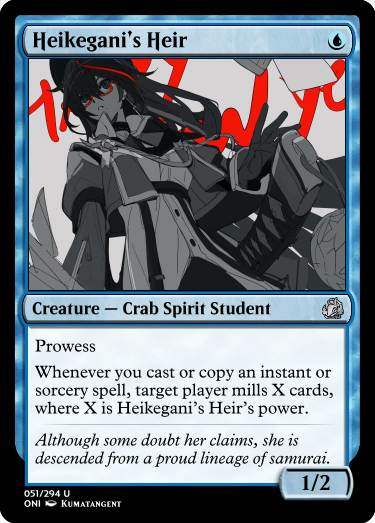 Heikegani's Heir
Creature — Crab Spirit Student
Prowess
Whenever you cast or copy an instant or
sorcery spell, target player mills X cards,
where X is Heikegani's Heir's power.
Although some doubt her claims, she is
descended from a proud lineage of samurai.
1/2
051/294 U
ONI Kumatangent